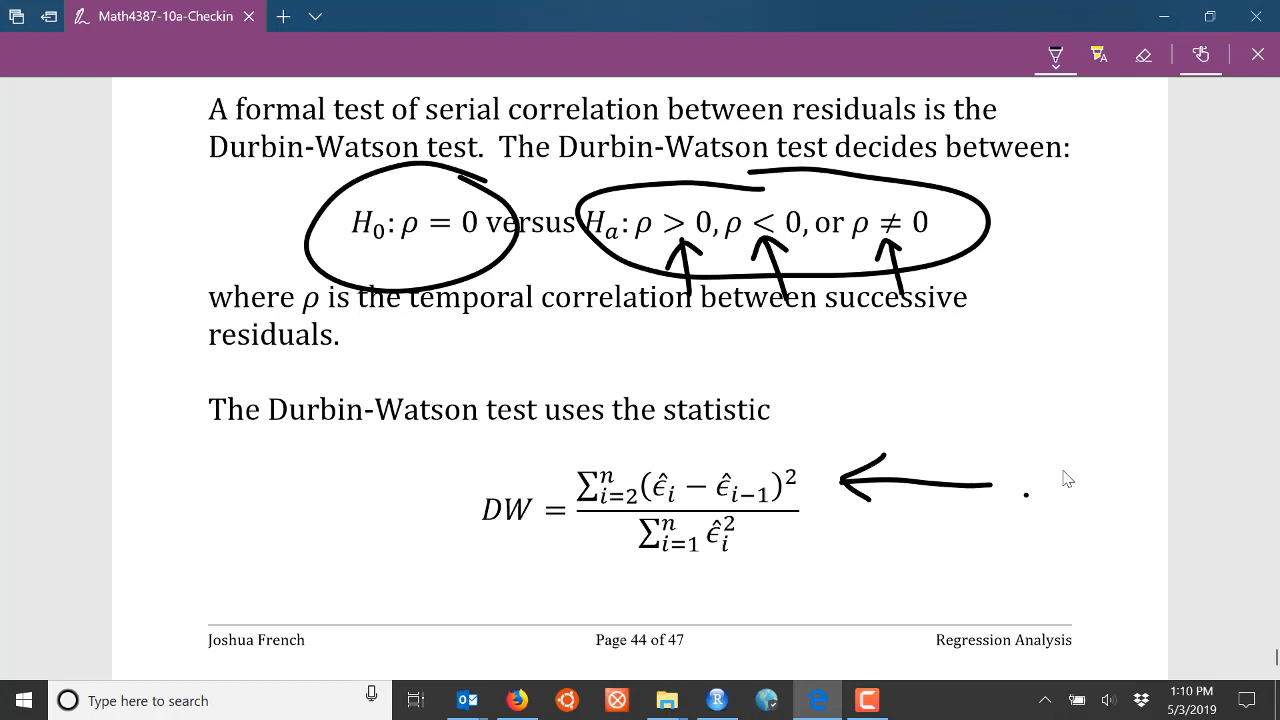 Math4387-10a-Checkin
A formal test of serial correlation between residuals is the
Durbin-Watson test. The Durbin-Watson test decides between:
H₀: ρ = 0 versus Hₐ: ρ > 0, ρ < 0, or ρ ≠ 0
where ρ is the temporal correlation between successive
residuals.
The Durbin-Watson test uses the statistic
DW = ∑ⁿᵢ₌₂(ε̂ᵢ − ε̂ᵢ₋₁)² / ∑ⁿᵢ₌₁ ε̂ᵢ²
Joshua French Page 44 of 47 Regression Analysis
Type here to search
1:10 PM
5/3/2019